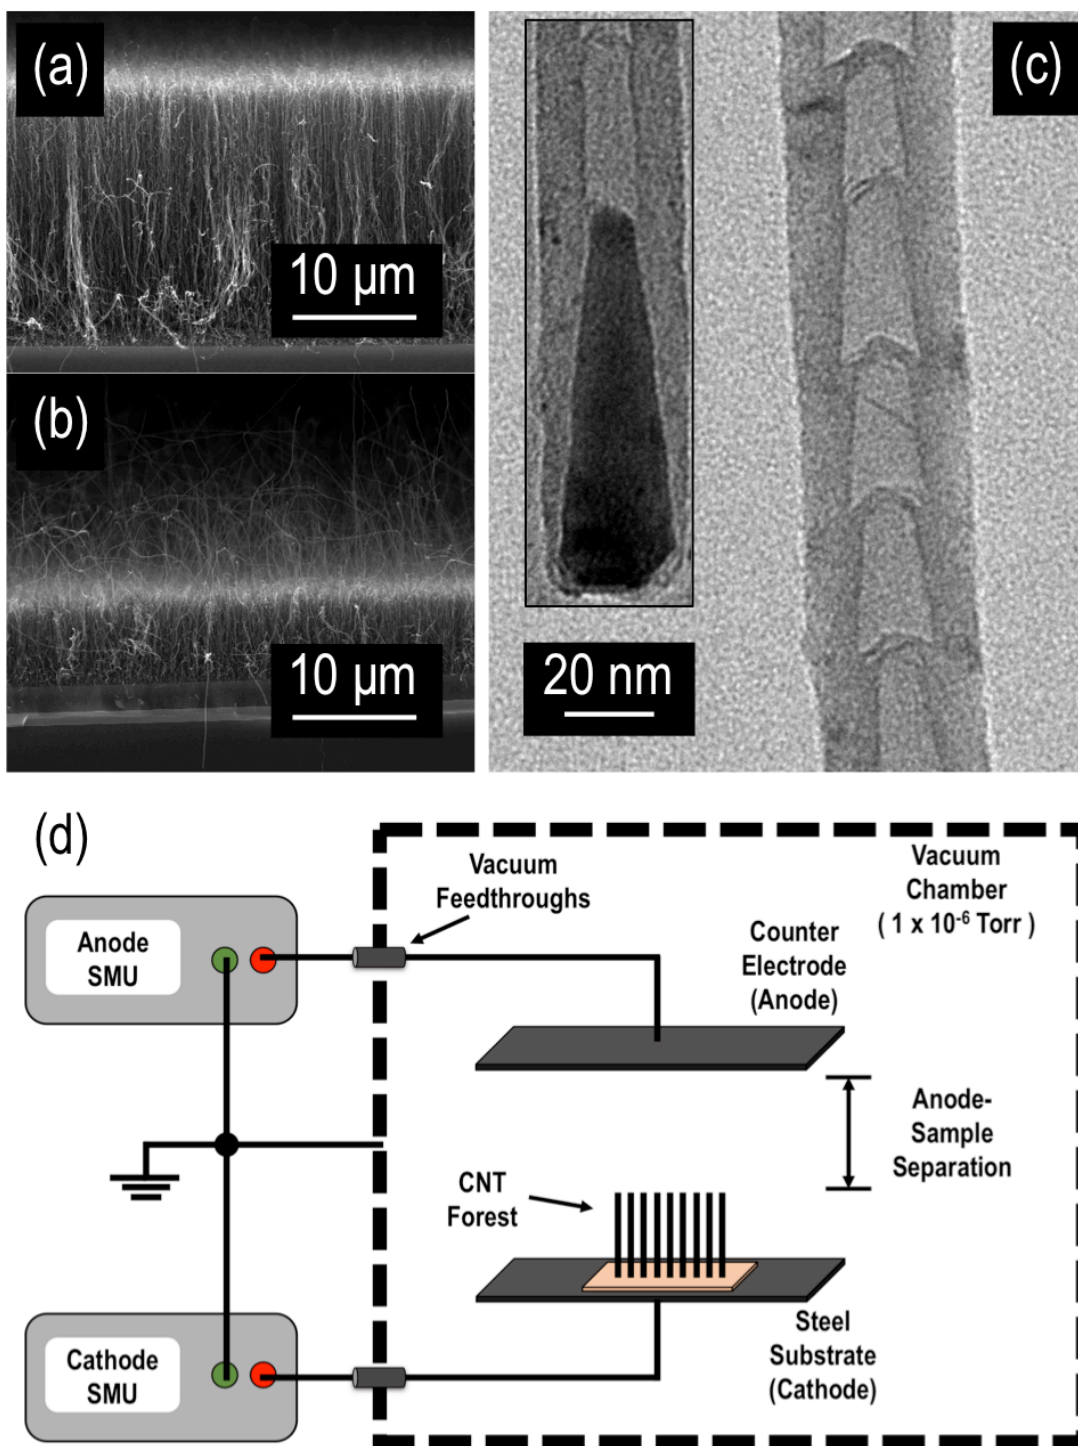 (a)
10 μm
(b)
10 μm
(c)
20 nm
(d)
Vacuum
Feedthroughs
Vacuum
Chamber
( 1 x 10⁻⁶ Torr )
Anode
SMU
Counter
Electrode
(Anode)
Anode-
Sample
Separation
CNT
Forest
Cathode
SMU
Steel
Substrate
(Cathode)